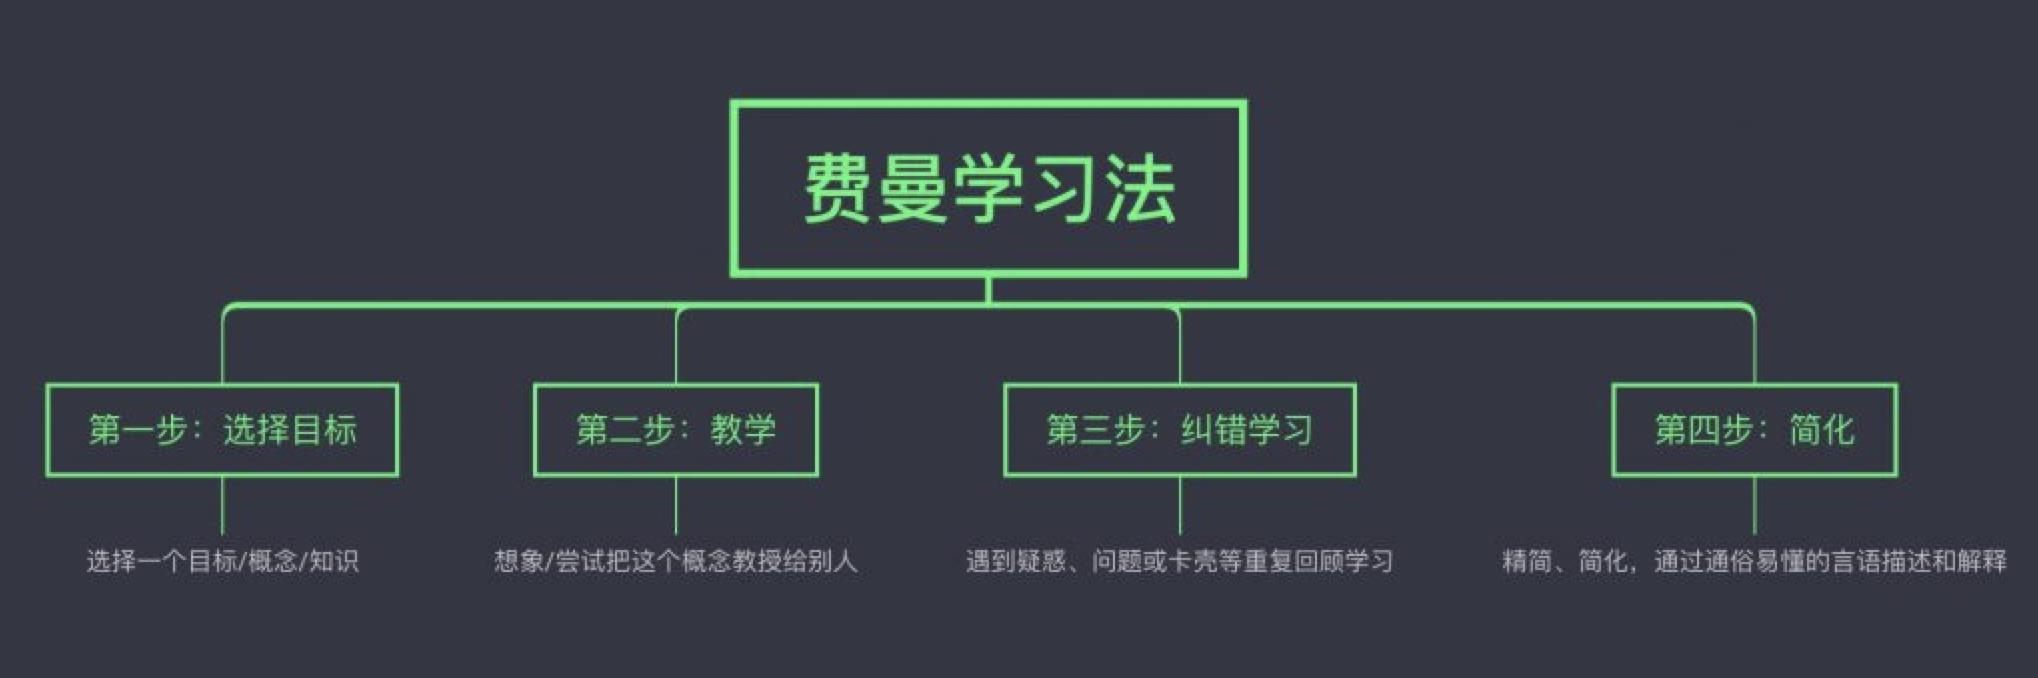 费曼学习法
第一步：选择目标
第二步：教学
第三步：纠错学习
第四步：简化
选择一个目标/概念/知识
想象/尝试把这个概念教授给别人
遇到疑惑、问题或卡壳等重复回顾学习
精简、简化，通过通俗易懂的言语描述和解释